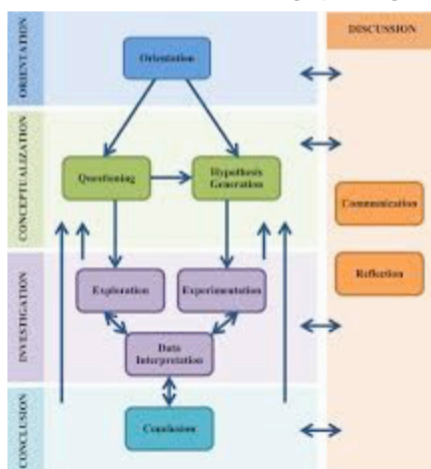 ORIENTATION
DISCUSSION
Orientation
CONCEPTUALIZATION
Questioning
Hypothesis
Generation
Communication
Reflection
INVESTIGATION
Exploration
Experimentation
Data
Interpretation
CONCLUSION
Conclusion